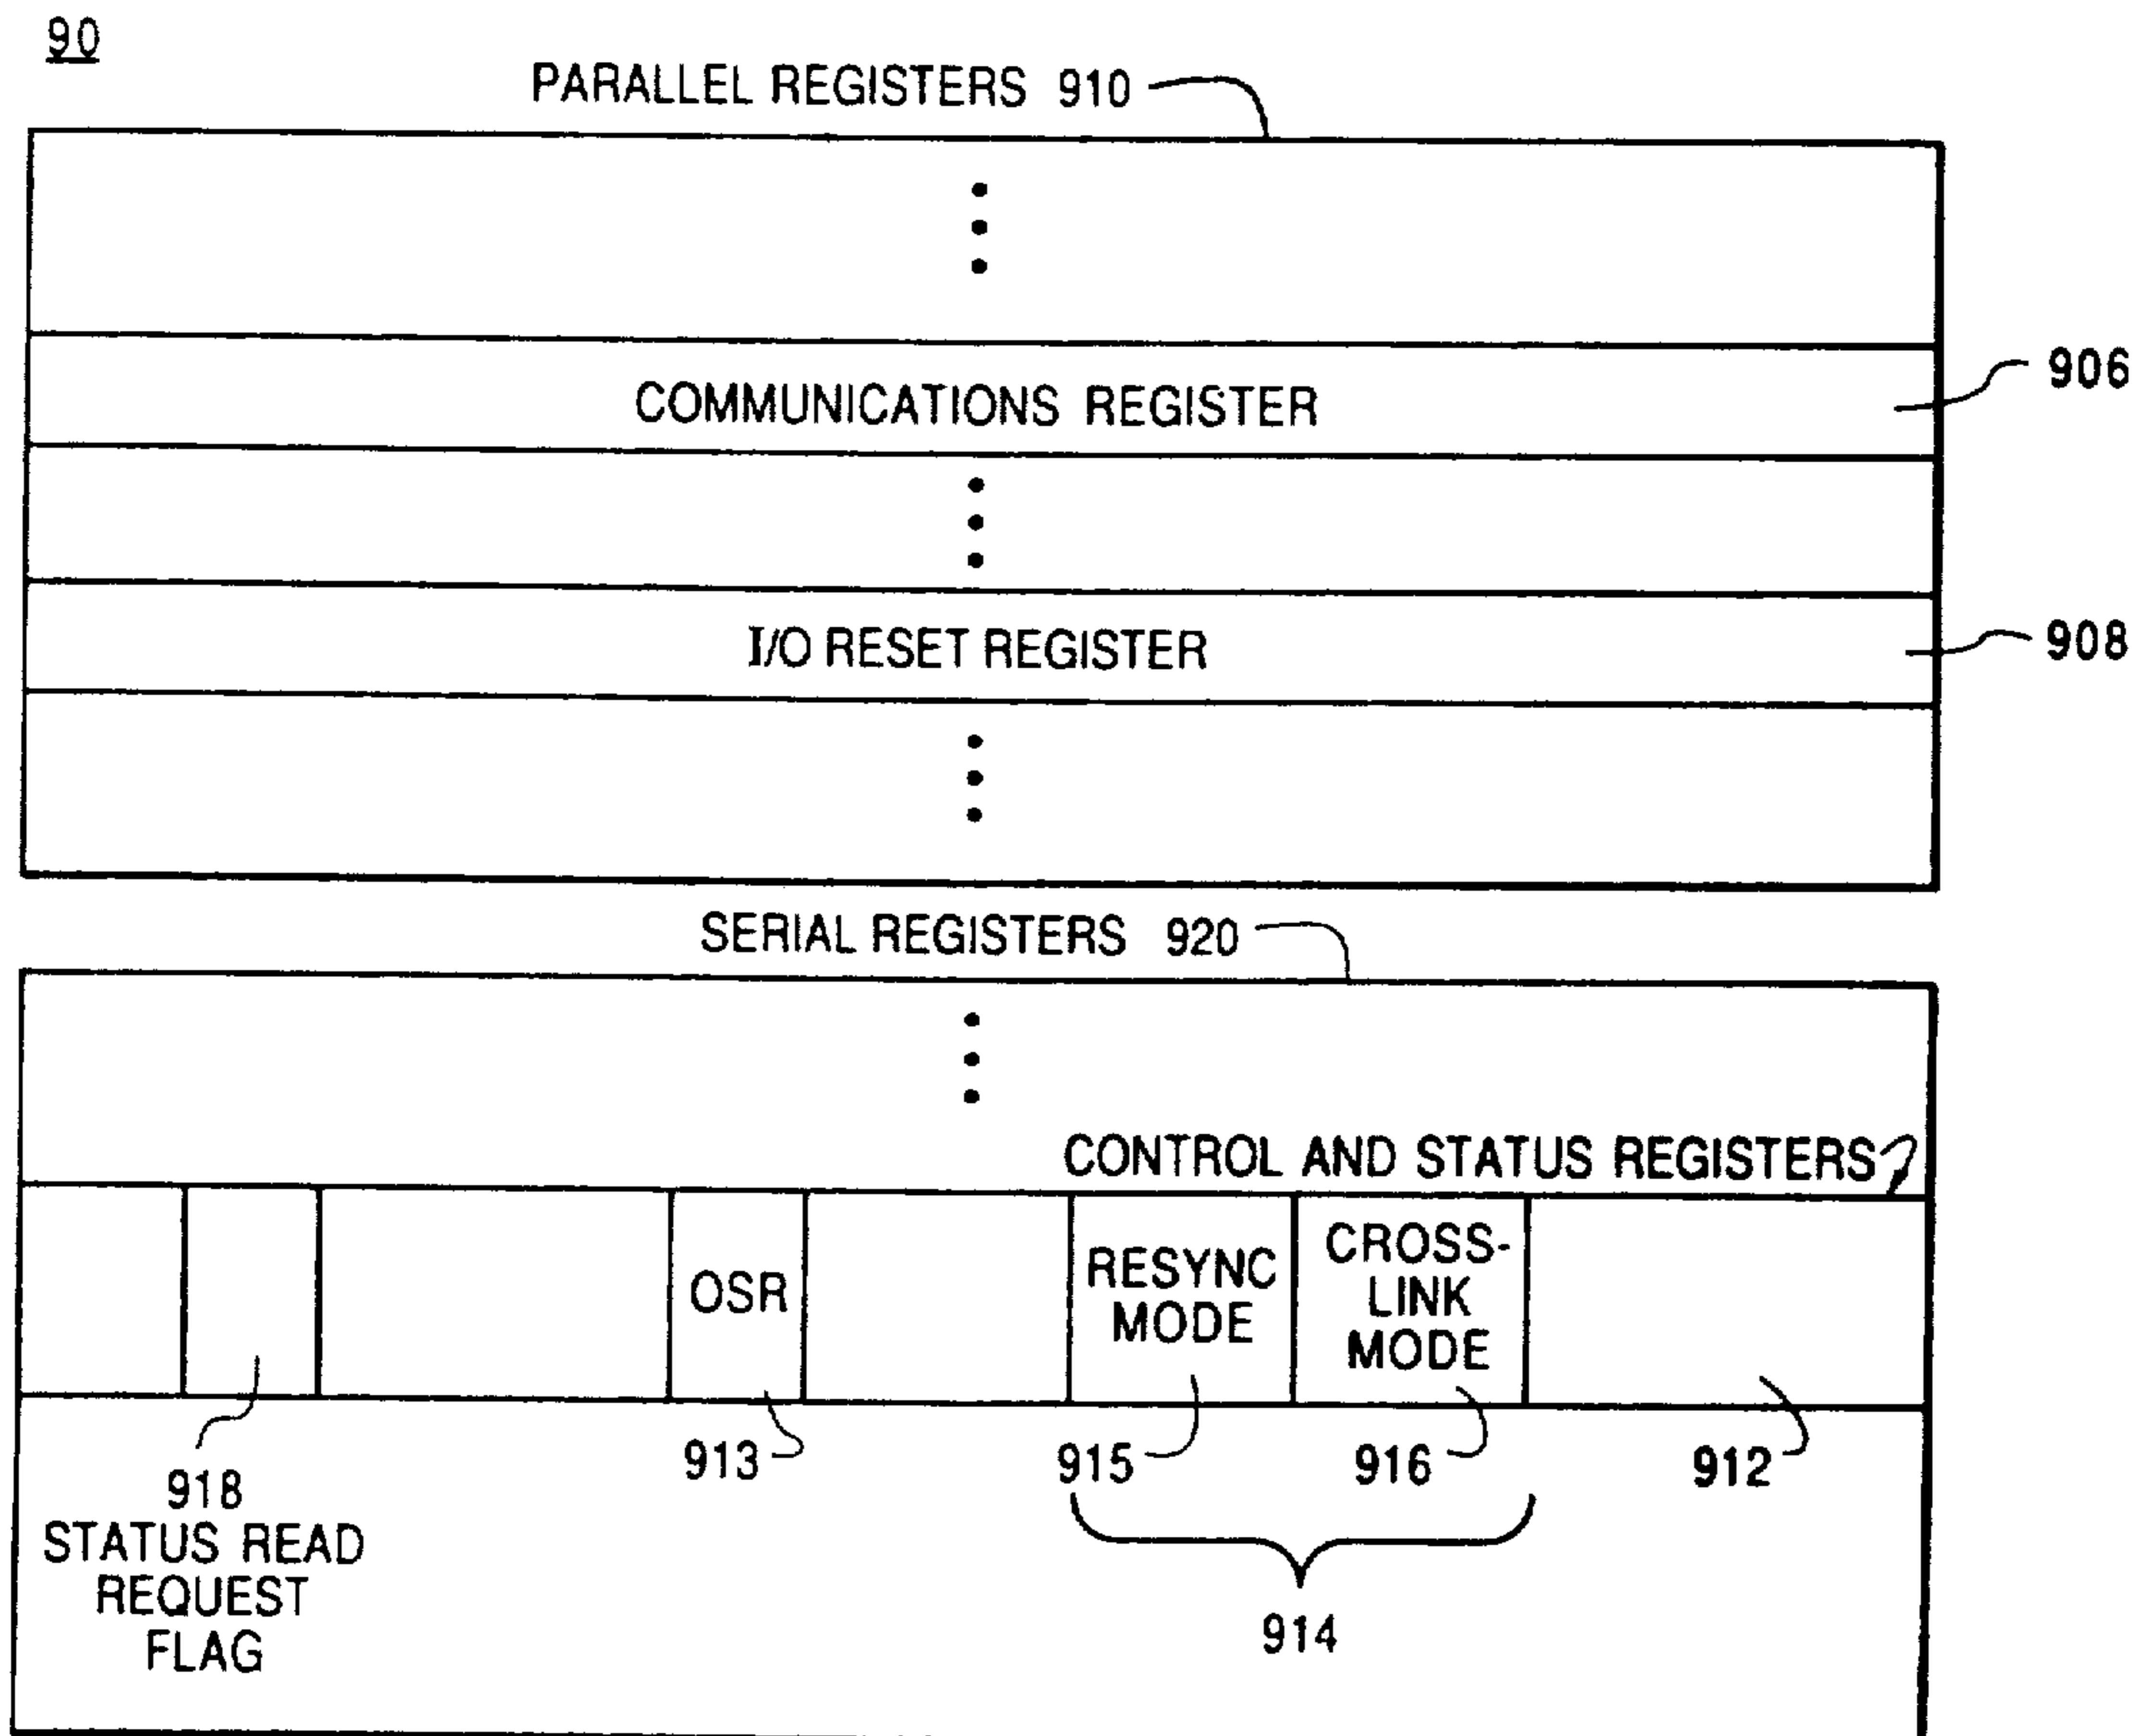 90
PARALLEL REGISTERS 910
COMMUNICATIONS REGISTER
906
I/O RESET REGISTER
908
SERIAL REGISTERS 920
CONTROL AND STATUS REGISTERS
OSR
RESYNC
MODE
CROSS-
LINK
MODE
918
STATUS READ
REQUEST
FLAG
913
915
916
912
914